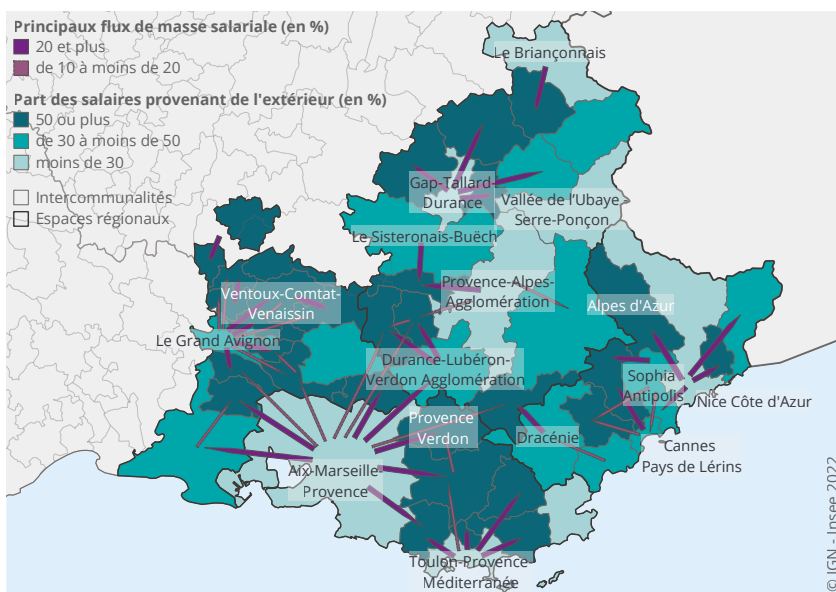 Principaux flux de masse salariale (en %)
20 et plus
de 10 à moins de 20
Part des salaires provenant de l'extérieur (en %)
50 ou plus
de 30 à moins de 50
moins de 30
Intercommunalités
Espaces régionaux
Le Briançonnais
Gap-Tallard-
Durance
Vallée de l'Ubaye
Serre-Ponçon
Le Sisteronais-Buëch
Provence-Alpes-
Agglomération
Ventoux-Comtat-
Venaissin
Alpes d'Azur
Le Grand Avignon
Durance-Lubéron-
Verdon Agglomération
Sophia
Antipolis
Nice Côte d'Azur
Provence
Verdon
Dracénie
Cannes
Pays de Lérins
Aix-Marseille-
Provence
Toulon-Provence
Méditerranée
© IGN - Insee 2022